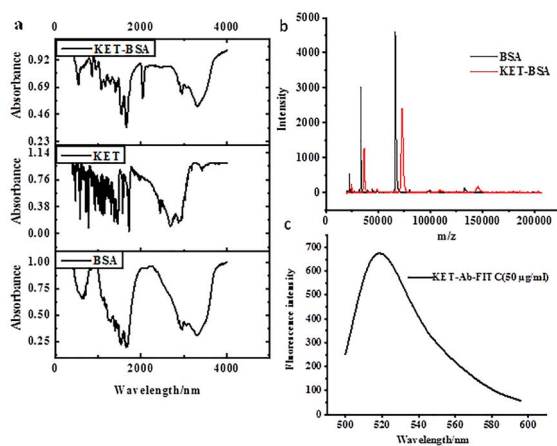 a
0 2000 4000
KET-BSA
0.92
0.69
0.46
0.23
Absorbance
KET
1.14
0.76
0.38
0.00
Absorbance
BSA
1.00
0.75
0.50
0.25
Absorbance
0 2000 4000
Wavelength/nm
b
5000
4000
3000
2000
1000
0
Intensity
BSA
KET-BSA
0 50000 100000 150000 200000
m/z
c
700
600
500
400
300
200
100
0
Fluorescence intensity
KET-Ab-FITC(50 µg/ml)
500 520 540 560 580 600
Wavelength/nm